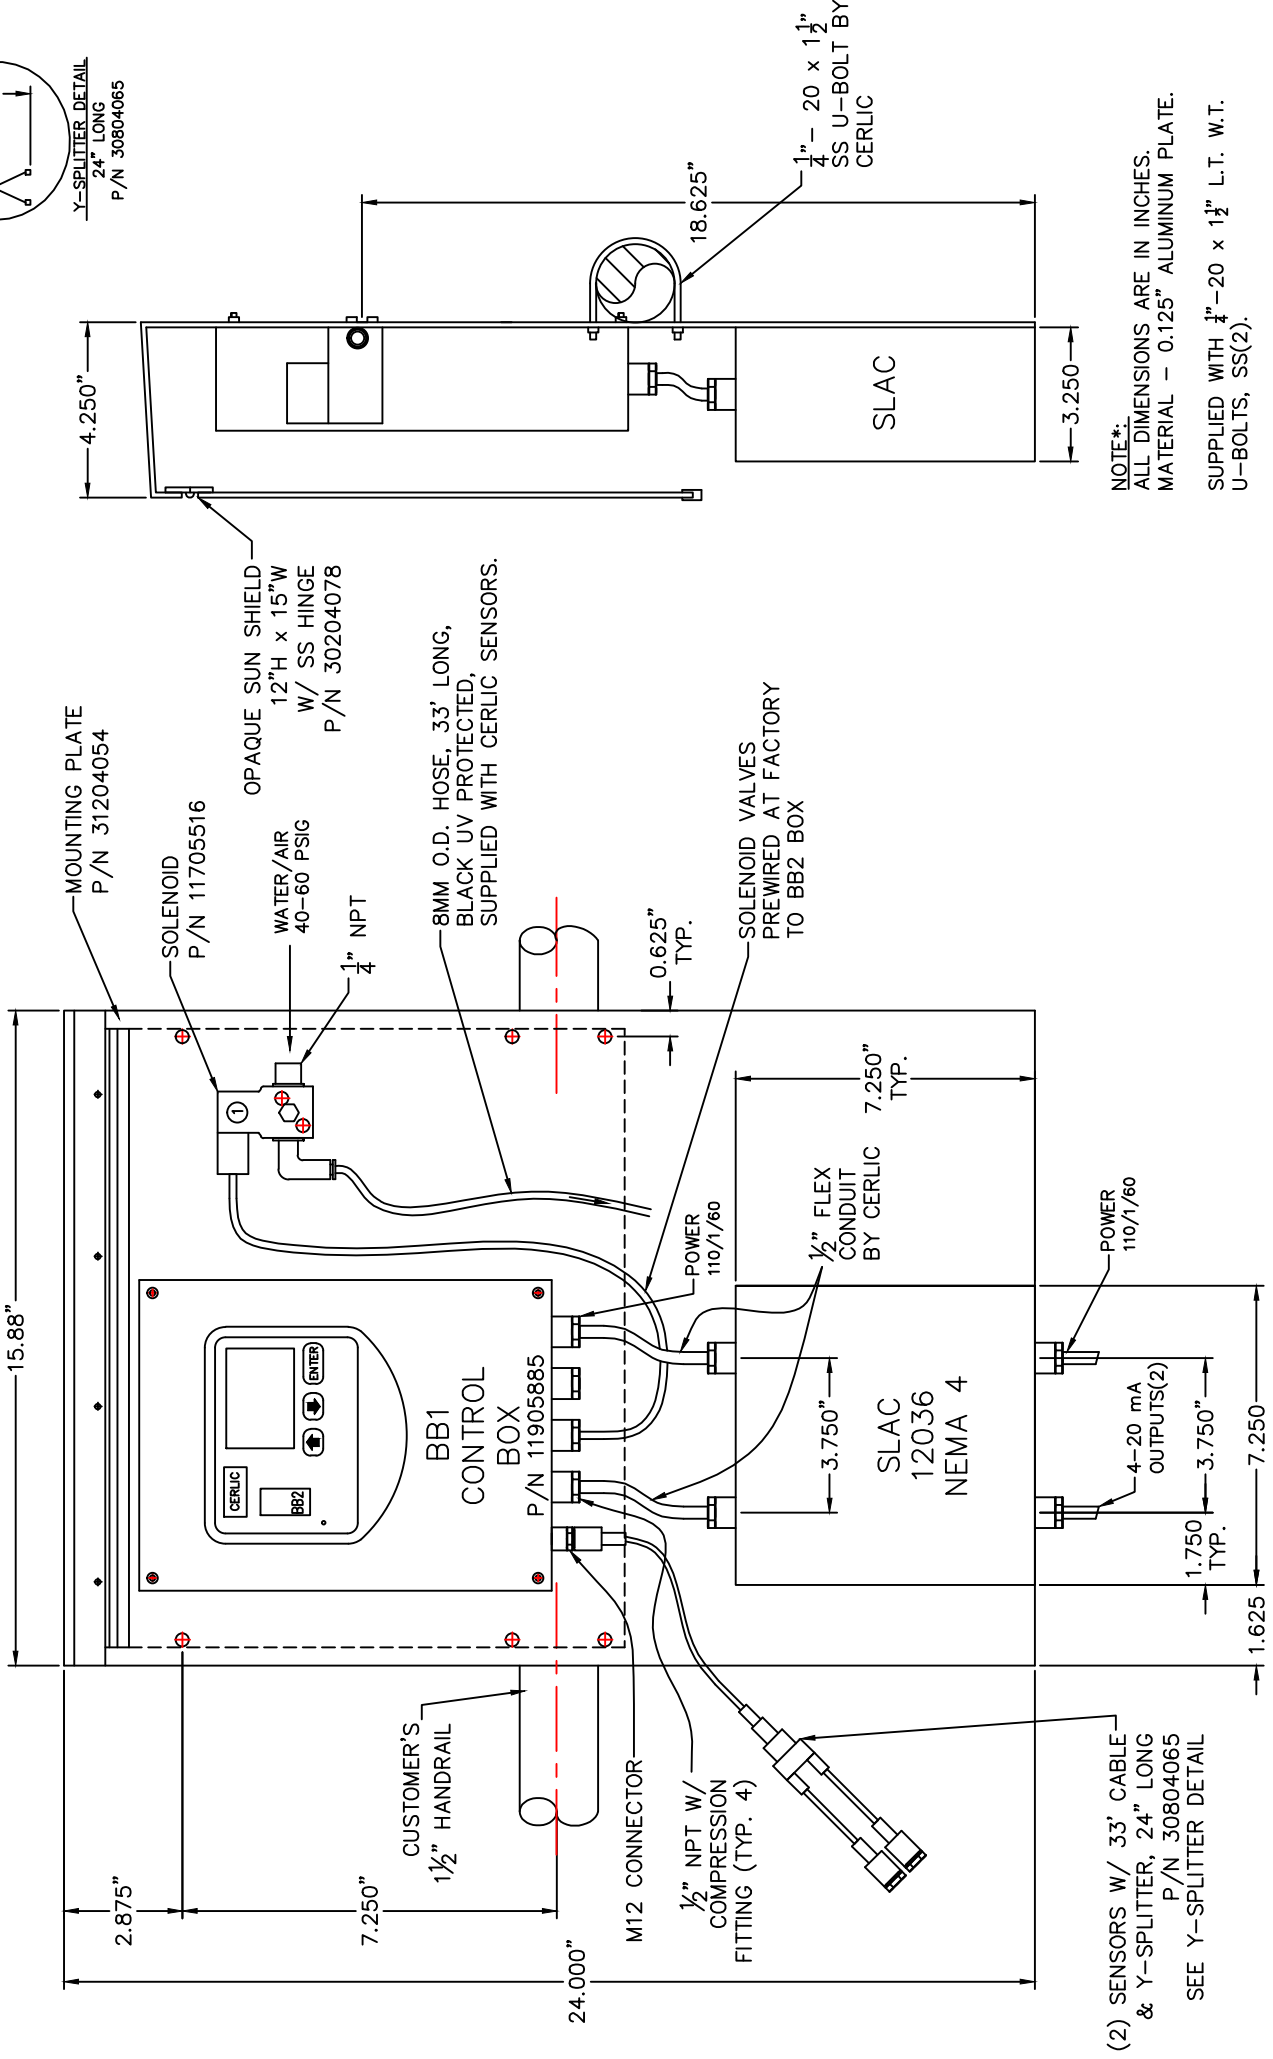 Y-SPLITTER DETAIL
24" LONG
P/N 30804065
4.250"
18.625"
1/4"- 20 x 1 1/2"
SS U-BOLT BY
CERLIC
SLAC
3.250
OPAQUE SUN SHIELD
12"H x 15"W
W/ SS HINGE
P/N 30204078
NOTE*:
ALL DIMENSIONS ARE IN INCHES.
MATERIAL - 0.125" ALUMINUM PLATE.
SUPPLIED WITH 1/4"-20 x 1 1/2" L.T. W.T.
U-BOLTS, SS(2).
MOUNTING PLATE
P/N 31204054
SOLENOID
P/N 11705516
WATER/AIR
40-60 PSIG
1/4" NPT
8MM O.D. HOSE, 33' LONG,
BLACK UV PROTECTED,
SUPPLIED WITH CERLIC SENSORS.
SOLENOID VALVES
PREWIRED AT FACTORY
TO BB2 BOX
0.625"
TYP.
15.88"
1
7.250"
TYP.
POWER
110/1/60
1/2" FLEX
CONDUIT
BY CERLIC
POWER
110/1/60
CERLIC
BB2
ENTER
BB1
CONTROL
BOX
P/N 11905885
3.750"
SLAC
12036
NEMA 4
4-20 mA
OUTPUTS(2)
3.750"
7.250
1.750
TYP.
1.625
CUSTOMER'S
1 1/2" HANDRAIL
M12 CONNECTOR
1/2" NPT W/
COMPRESSION
FITTING (TYP. 4)
2.875"
7.250"
24.000"
(2) SENSORS W/ 33' CABLE
& Y-SPLITTER, 24" LONG
P/N 30804065
SEE Y-SPLITTER DETAIL